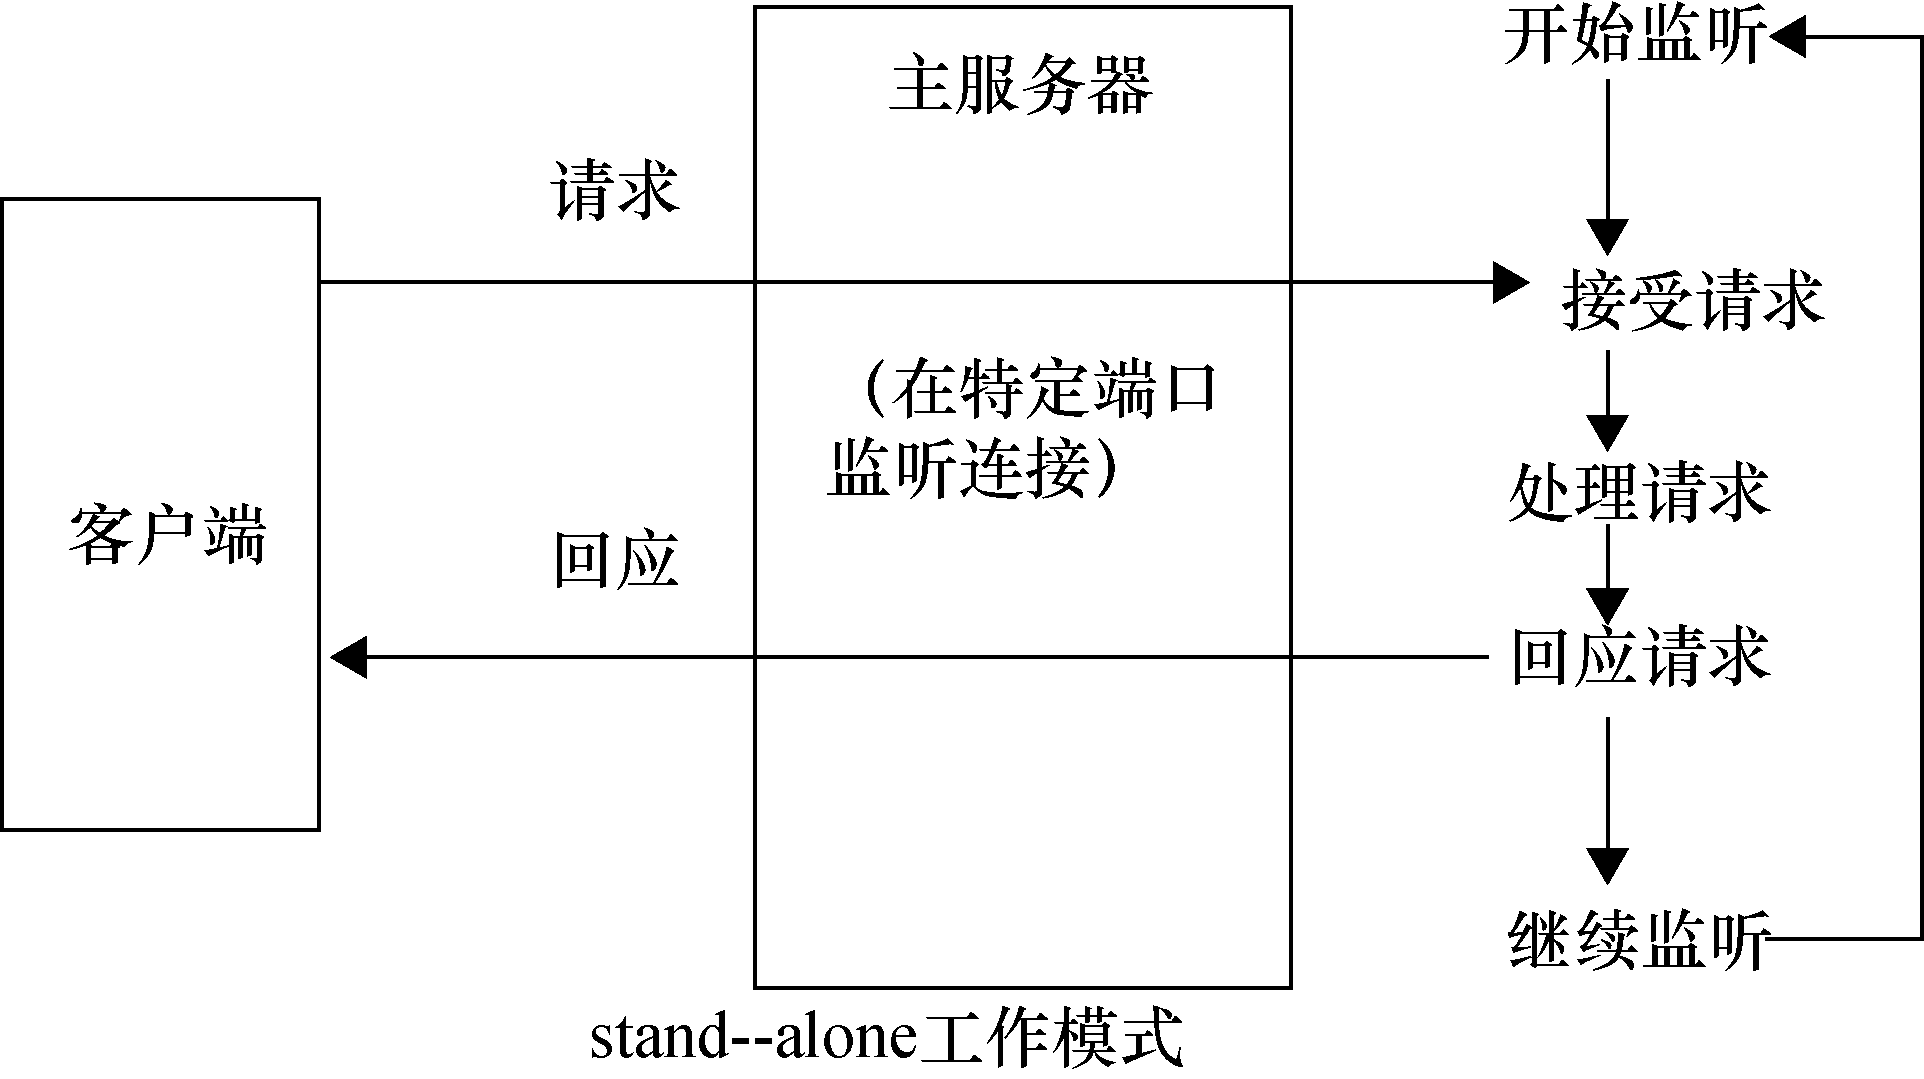 开始监听
主服务器
请求
接受请求
（在特定端口
监听连接）
处理请求
客户端
回应
回应请求
继续监听
stand--alone工作模式